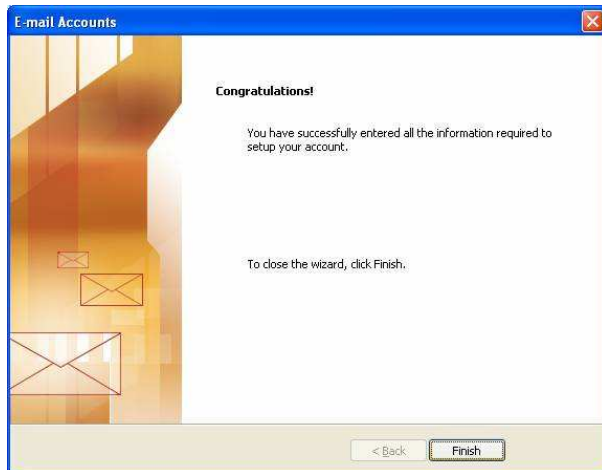 E-mail Accounts
Congratulations!
You have successfully entered all the information required to
setup your account.
To close the wizard, click Finish.
< Back
Finish